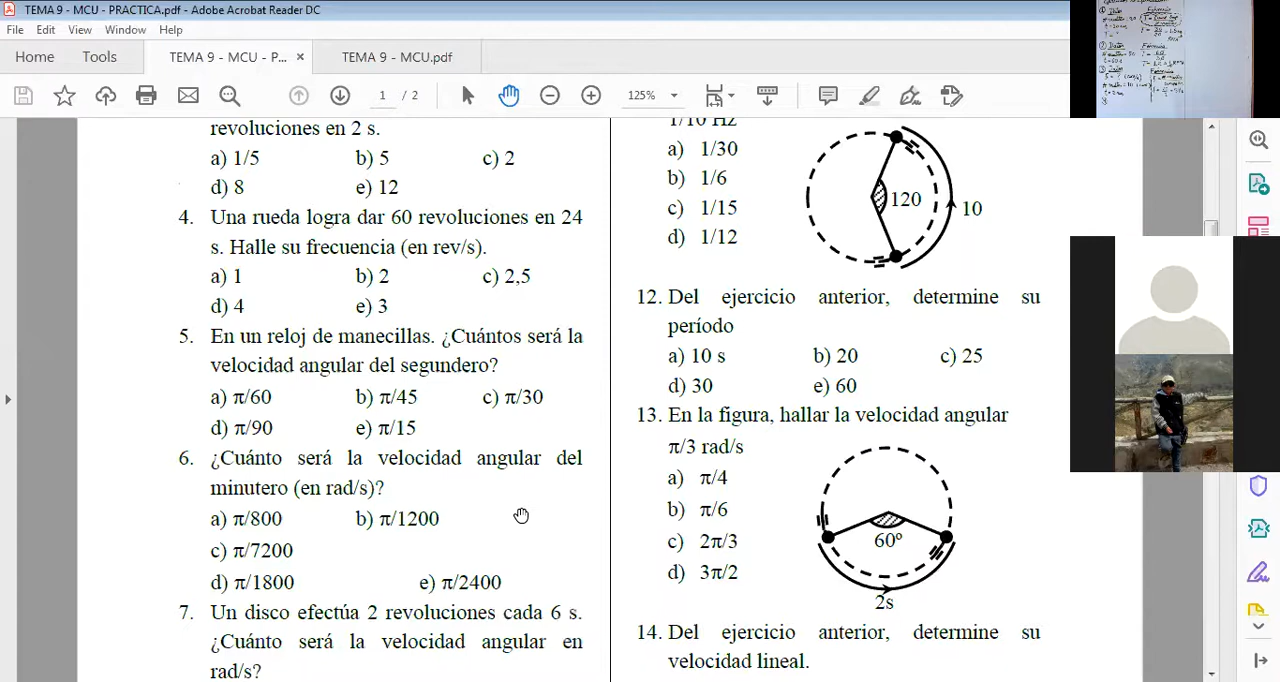 TEMA 9 - MCU - PRACTICA.pdf - Adobe Acrobat Reader DC
File Edit View Window Help
Home Tools TEMA 9 - MCU - P... × TEMA 9 - MCU.pdf
1 / 2 125%
revoluciones en 2 s.
a) 1/5 b) 5 c) 2
d) 8 e) 12
4. Una rueda logra dar 60 revoluciones en 24
s. Halle su frecuencia (en rev/s).
a) 1 b) 2 c) 2,5
d) 4 e) 3
5. En un reloj de manecillas. ¿Cuántos será la
velocidad angular del segundero?
a) π/60 b) π/45 c) π/30
d) π/90 e) π/15
6. ¿Cuánto será la velocidad angular del
minutero (en rad/s)?
a) π/800 b) π/1200
c) π/7200
d) π/1800 e) π/2400
7. Un disco efectúa 2 revoluciones cada 6 s.
¿Cuánto será la velocidad angular en
rad/s?
1/10 Hz
a) 1/30
b) 1/6
c) 1/15
d) 1/12
120
10
12. Del ejercicio anterior, determine su
período
a) 10 s b) 20 c) 25
d) 30 e) 60
13. En la figura, hallar la velocidad angular
π/3 rad/s
a) π/4
b) π/6
c) 2π/3
d) 3π/2
60º
2s
14. Del ejercicio anterior, determine su
velocidad lineal.